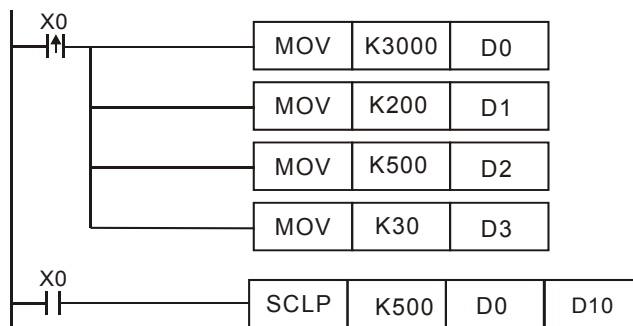 X0
MOV K3000 D0
MOV K200 D1
MOV K500 D2
MOV K30 D3
X0
SCLP K500 D0 D10